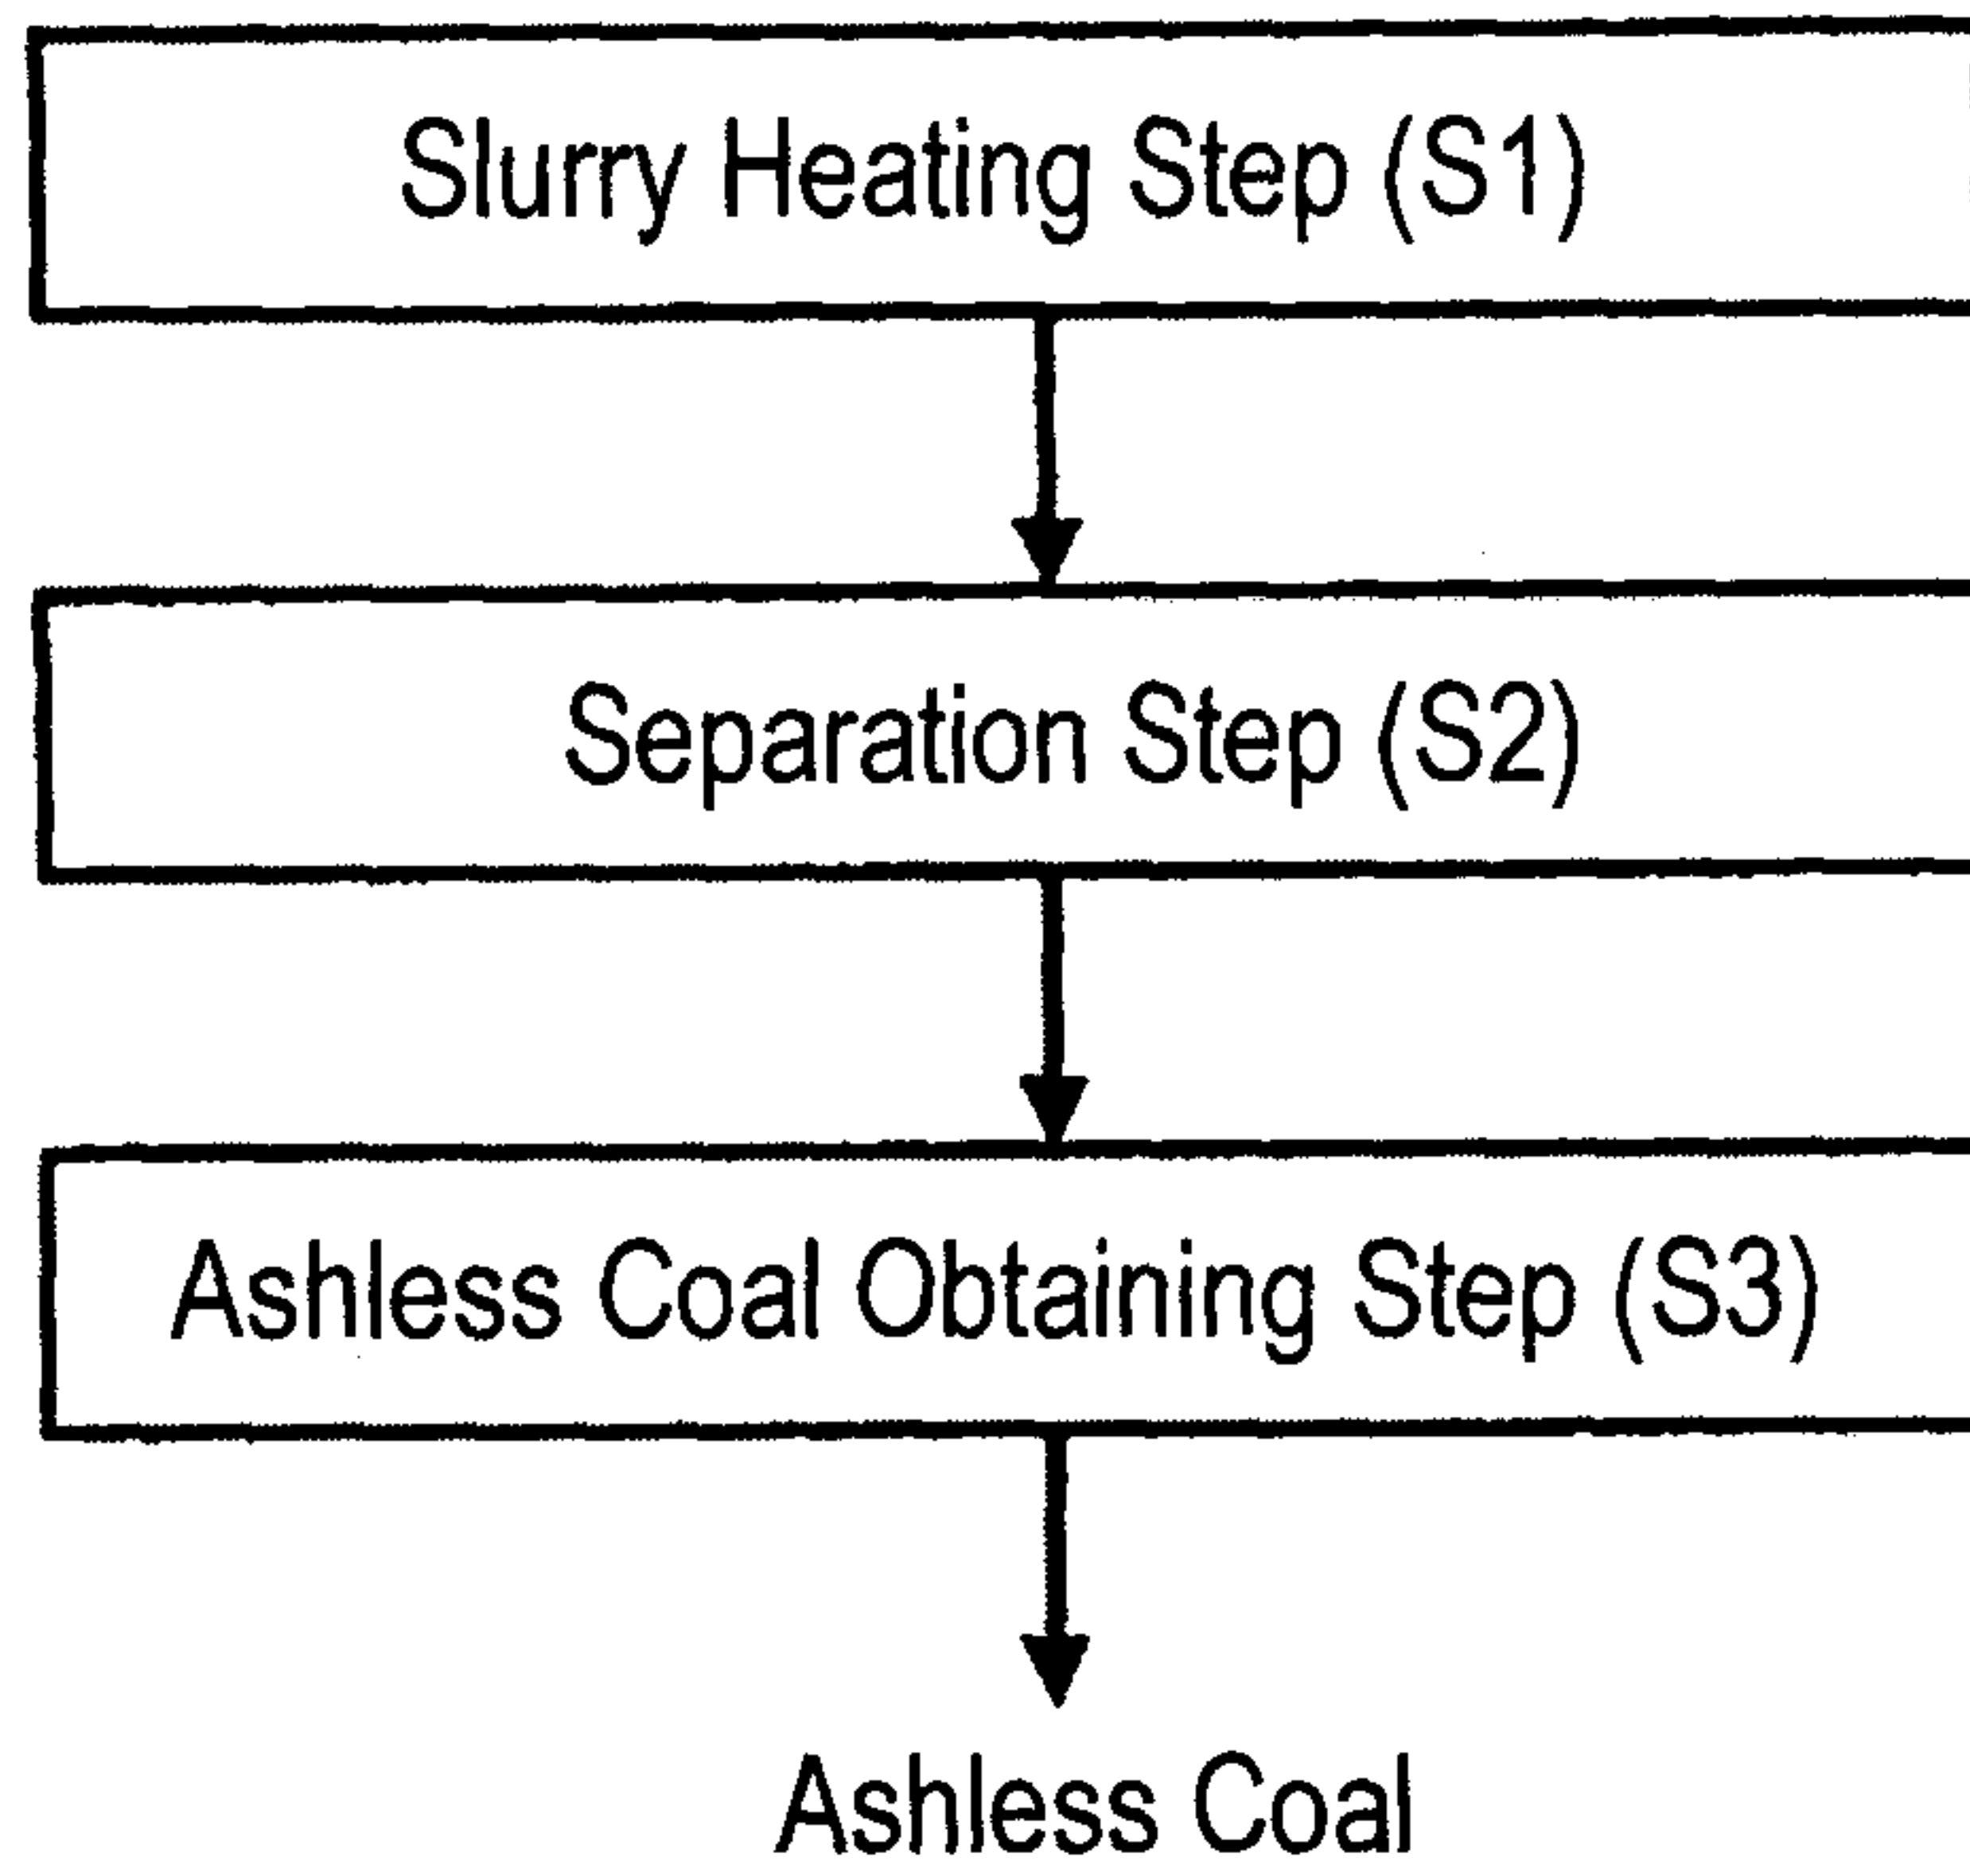 Slurry Heating Step (S1)
Separation Step (S2)
Ashless Coal Obtaining Step (S3)
Ashless Coal